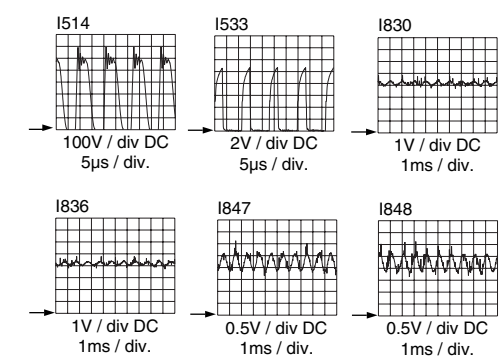 I514
I533
I830
100V / div DC
5µs / div.
2V / div DC
5µs / div.
1V / div DC
1ms / div.
I836
I847
I848
1V / div DC
1ms / div.
0.5V / div DC
1ms / div.
0.5V / div DC
1ms / div.